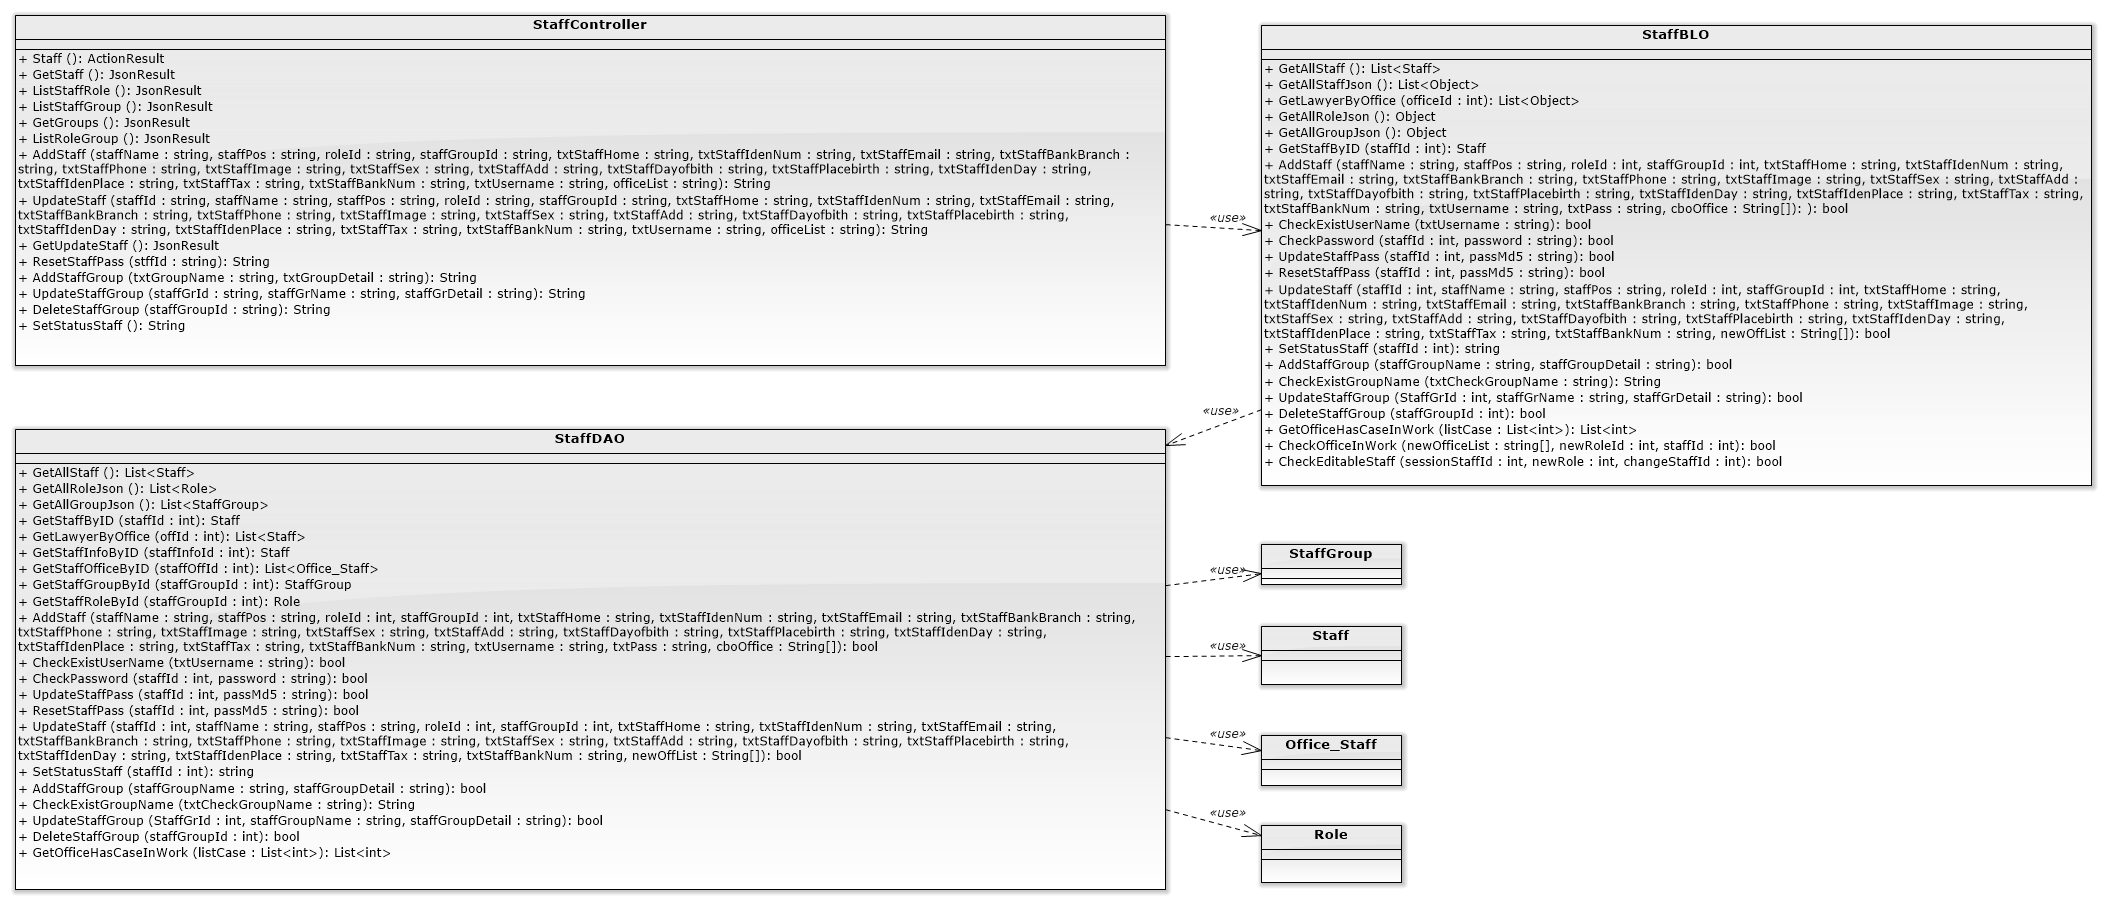 StaffController
+ Staff (): ActionResult
+ GetStaff (): JsonResult
+ ListStaffRole (): JsonResult
+ ListStaffGroup (): JsonResult
+ GetGroups (): JsonResult
+ ListRoleGroup (): JsonResult
+ AddStaff (staffName : string, staffPos : string, roleId : string, staffGroupId : string, txtStaffHome : string, txtStaffIdenNum : string, txtStaffEmail : string, txtStaffBankBranch :
string, txtStaffPhone : string, txtStaffImage : string, txtStaffSex : string, txtStaffAdd : string, txtStaffDayofbith : string, txtStaffPlacebirth : string, txtStaffIdenDay : string,
txtStaffIdenPlace : string, txtStaffTax : string, txtStaffBankNum : string, txtUsername : string, officeList : string): String
+ UpdateStaff (staffId : string, staffName : string, staffPos : string, roleId : string, staffGroupId : string, txtStaffHome : string, txtStaffIdenNum : string, txtStaffEmail : string,
txtStaffBankBranch : string, txtStaffPhone : string, txtStaffImage : string, txtStaffSex : string, txtStaffAdd : string, txtStaffDayofbith : string, txtStaffPlacebirth : string,
txtStaffIdenDay : string, txtStaffIdenPlace : string, txtStaffTax : string, txtStaffBankNum : string, txtUsername : string, officeList : string): String
+ GetUpdateStaff (): JsonResult
+ ResetStaffPass (stffId : string): String
+ AddStaffGroup (txtGroupName : string, txtGroupDetail : string): String
+ UpdateStaffGroup (staffGrId : string, staffGrName : string, staffGrDetail : string): String
+ DeleteStaffGroup (staffGroupId : string): String
+ SetStatusStaff (): String
«use»
StaffBLO
+ GetAllStaff (): List<Staff>
+ GetAllStaffJson (): List<Object>
+ GetLawyerByOffice (officeId : int): List<Object>
+ GetAllRoleJson (): Object
+ GetAllGroupJson (): Object
+ GetStaffByID (staffId : int): Staff
+ AddStaff (staffName : string, staffPos : string, roleId : int, staffGroupId : int, txtStaffHome : string, txtStaffIdenNum : string,
txtStaffEmail : string, txtStaffBankBranch : string, txtStaffPhone : string, txtStaffImage : string, txtStaffSex : string, txtStaffAdd :
string, txtStaffDayofbith : string, txtStaffPlacebirth : string, txtStaffIdenDay : string, txtStaffIdenPlace : string, txtStaffTax : string,
txtStaffBankNum : string, txtUsername : string, txtPass : string, cboOffice : String[]): ): bool
+ CheckExistUserName (txtUsername : string): bool
+ CheckPassword (staffId : int, password : string): bool
+ UpdateStaffPass (staffId : int, passMd5 : string): bool
+ ResetStaffPass (staffId : int, passMd5 : string): bool
+ UpdateStaff (staffId : int, staffName : string, staffPos : string, roleId : int, staffGroupId : int, txtStaffHome : string,
txtStaffIdenNum : string, txtStaffEmail : string, txtStaffBankBranch : string, txtStaffPhone : string, txtStaffImage : string,
txtStaffSex : string, txtStaffAdd : string, txtStaffDayofbith : string, txtStaffPlacebirth : string, txtStaffIdenDay : string,
txtStaffIdenPlace : string, txtStaffTax : string, txtStaffBankNum : string, newOffList : String[]): bool
+ SetStatusStaff (staffId : int): string
+ AddStaffGroup (staffGroupName : string, staffGroupDetail : string): bool
+ CheckExistGroupName (txtCheckGroupName : string): String
+ UpdateStaffGroup (StaffGrId : int, staffGrName : string, staffGrDetail : string): bool
+ DeleteStaffGroup (staffGroupId : int): bool
+ GetOfficeHasCaseInWork (listCase : List<int>): List<int>
+ CheckOfficeInWork (newOfficeList : string[], newRoleId : int, staffId : int): bool
+ CheckEditableStaff (sessionStaffId : int, newRole : int, changeStaffId : int): bool
«use»
StaffDAO
+ GetAllStaff (): List<Staff>
+ GetAllRoleJson (): List<Role>
+ GetAllGroupJson (): List<StaffGroup>
+ GetStaffByID (staffId : int): Staff
+ GetLawyerByOffice (offId : int): List<Staff>
+ GetStaffInfoByID (staffInfoId : int): Staff
+ GetStaffOfficeByID (staffOffId : int): List<Office_Staff>
+ GetStaffGroupById (staffGroupId : int): StaffGroup
+ GetStaffRoleById (staffGroupId : int): Role
+ AddStaff (staffName : string, staffPos : string, roleId : int, staffGroupId : int, txtStaffHome : string, txtStaffIdenNum : string, txtStaffEmail : string, txtStaffBankBranch : string,
txtStaffPhone : string, txtStaffImage : string, txtStaffSex : string, txtStaffAdd : string, txtStaffDayofbith : string, txtStaffPlacebirth : string, txtStaffIdenDay : string,
txtStaffIdenPlace : string, txtStaffTax : string, txtStaffBankNum : string, txtUsername : string, txtPass : string, cboOffice : String[]): bool
+ CheckExistUserName (txtUsername : string): bool
+ CheckPassword (staffId : int, password : string): bool
+ UpdateStaffPass (staffId : int, passMd5 : string): bool
+ ResetStaffPass (staffId : int, passMd5 : string): bool
+ UpdateStaff (staffId : int, staffName : string, staffPos : string, roleId : int, staffGroupId : int, txtStaffHome : string, txtStaffIdenNum : string, txtStaffEmail : string,
txtStaffBankBranch : string, txtStaffPhone : string, txtStaffImage : string, txtStaffSex : string, txtStaffAdd : string, txtStaffDayofbith : string, txtStaffPlacebirth : string,
txtStaffIdenDay : string, txtStaffIdenPlace : string, txtStaffTax : string, txtStaffBankNum : string, newOffList : String[]): bool
+ SetStatusStaff (staffId : int): string
+ AddStaffGroup (staffGroupName : string, staffGroupDetail : string): bool
+ CheckExistGroupName (txtCheckGroupName : string): String
+ UpdateStaffGroup (StaffGrId : int, staffGroupName : string, staffGroupDetail : string): bool
+ DeleteStaffGroup (staffGroupId : int): bool
+ GetOfficeHasCaseInWork (listCase : List<int>): List<int>
«use»
StaffGroup
«use»
Staff
«use»
Office_Staff
«use»
Role